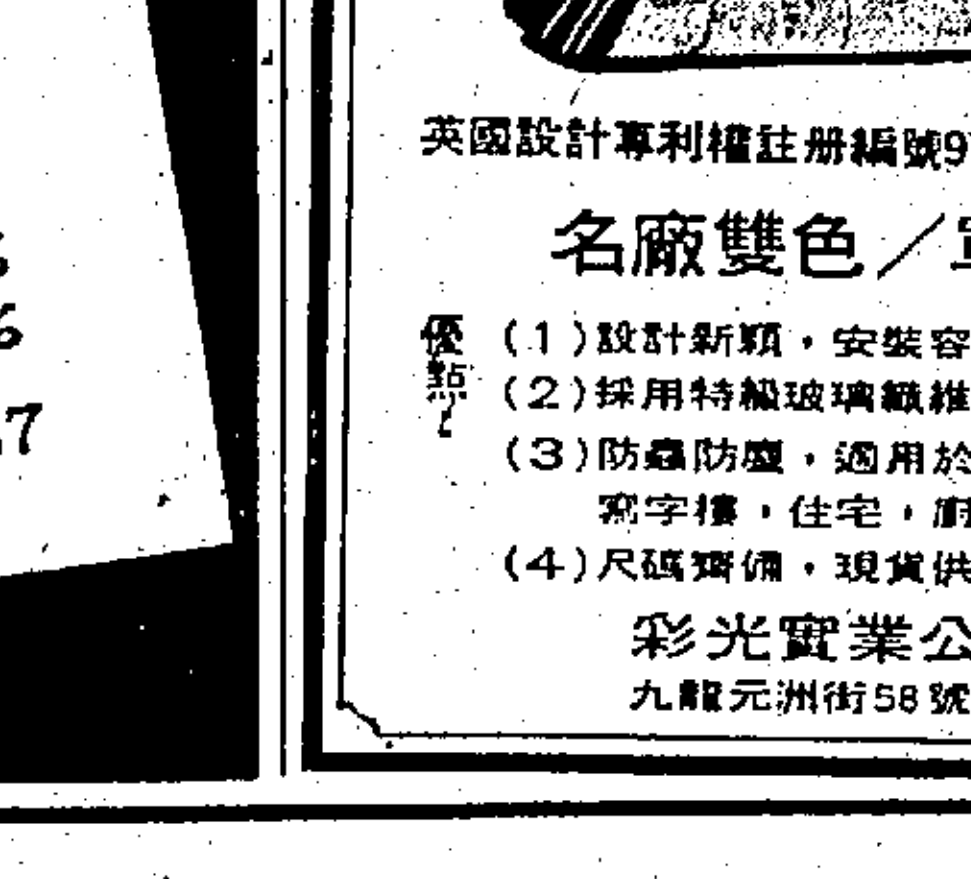 6
7
英國設計專利權註册編號9
名廠雙色／
優點：
(1)設計新穎，安裝容
(2)採用特級玻璃纖維
(3)防蟲防塵，適用於
寫字樓，住宅，廚
(4)尺碼齊備，現貨供
彩光實業公
九龍元洲街58號